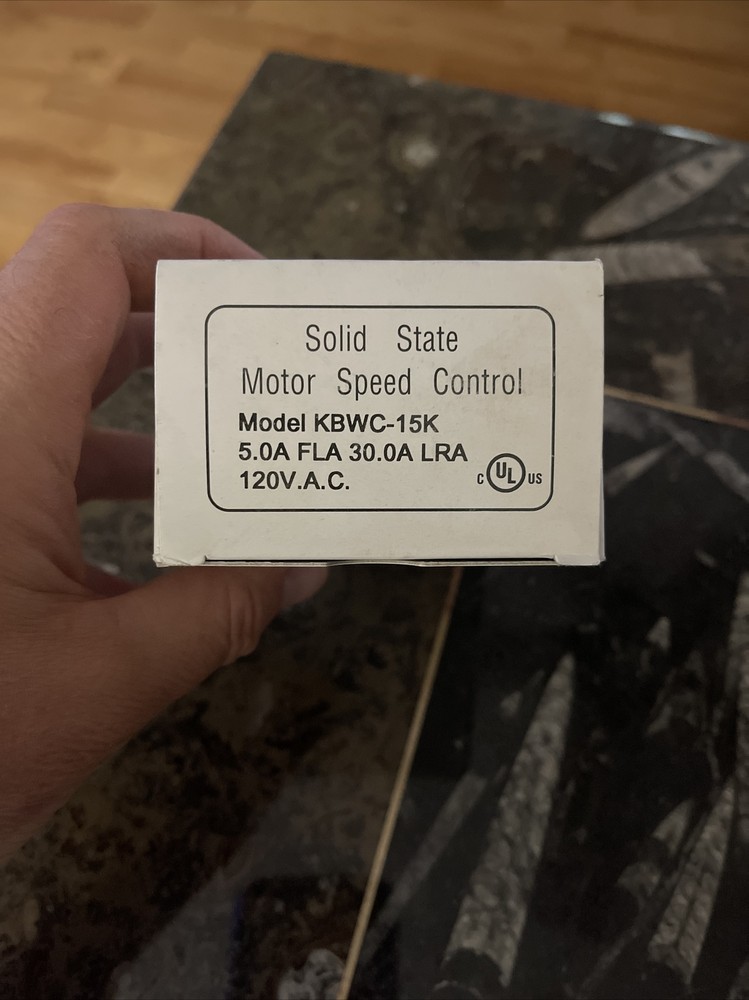 Solid State
Motor Speed Control
Model KBWC-15K
5.0A FLA 30.0A LRA
120V.A.C.
C UL US